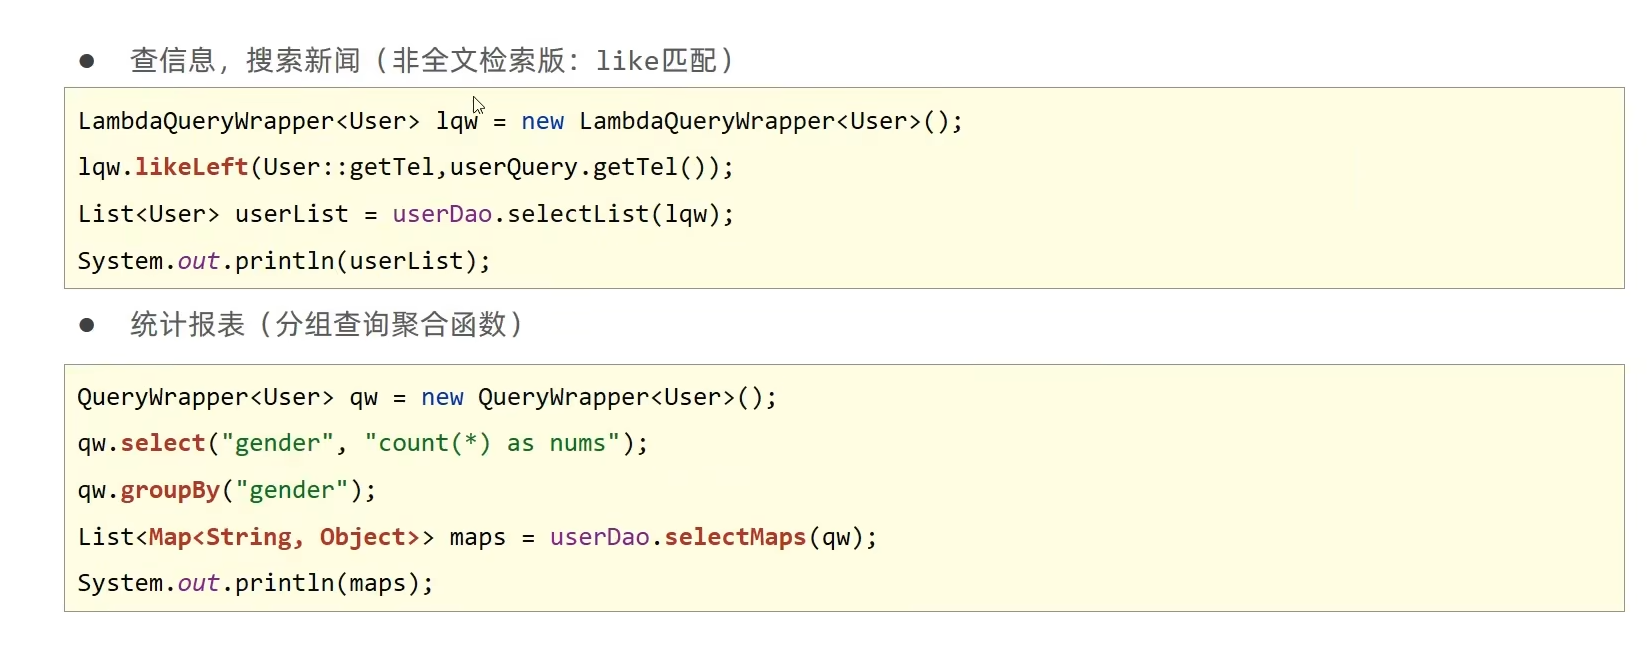 ● 查信息，搜索新闻（非全文检索版：like匹配）
LambdaQueryWrapper<User> lqw = new LambdaQueryWrapper<User>();
lqw.likeLeft(User::getTel,userQuery.getTel());
List<User> userList = userDao.selectList(lqw);
System.out.println(userList);
● 统计报表（分组查询聚合函数）
QueryWrapper<User> qw = new QueryWrapper<User>();
qw.select("gender", "count(*) as nums");
qw.groupBy("gender");
List<Map<String, Object>> maps = userDao.selectMaps(qw);
System.out.println(maps);